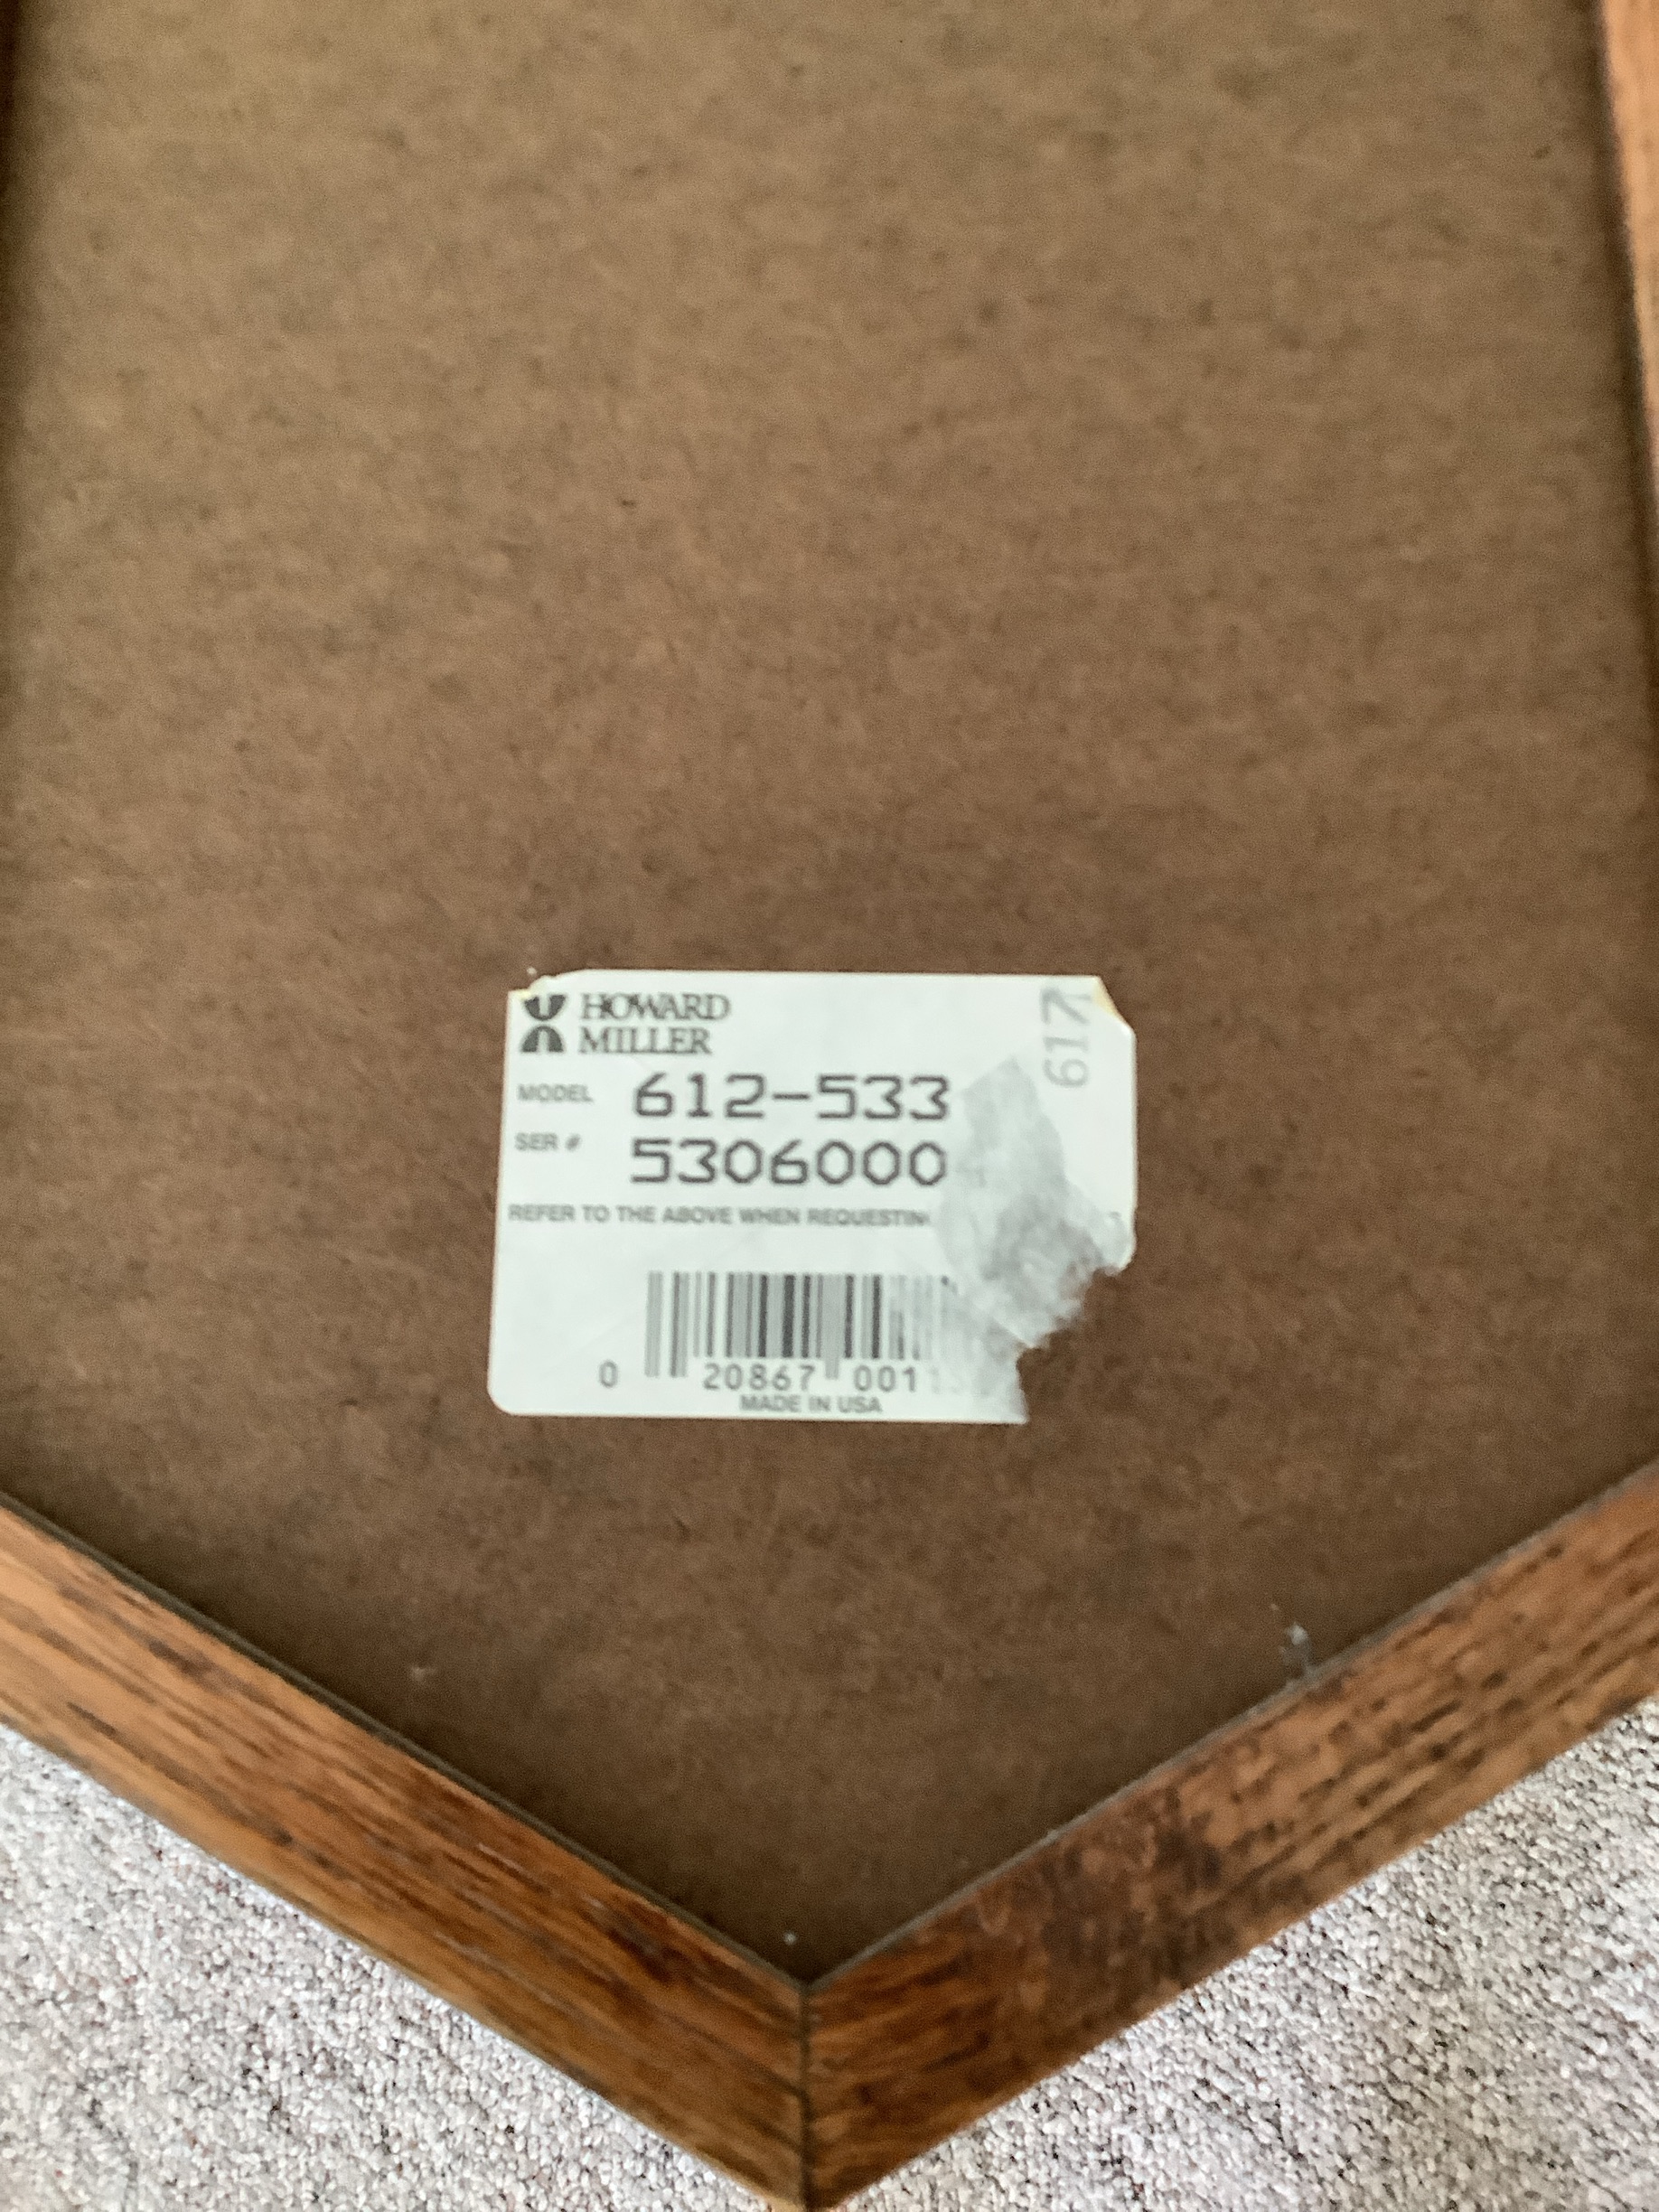 HOWARD
MILLER
617
MODEL 612-533
SER # 5306000
REFER TO THE ABOVE WHEN REQUESTIN
0 20867 001
MADE IN USA